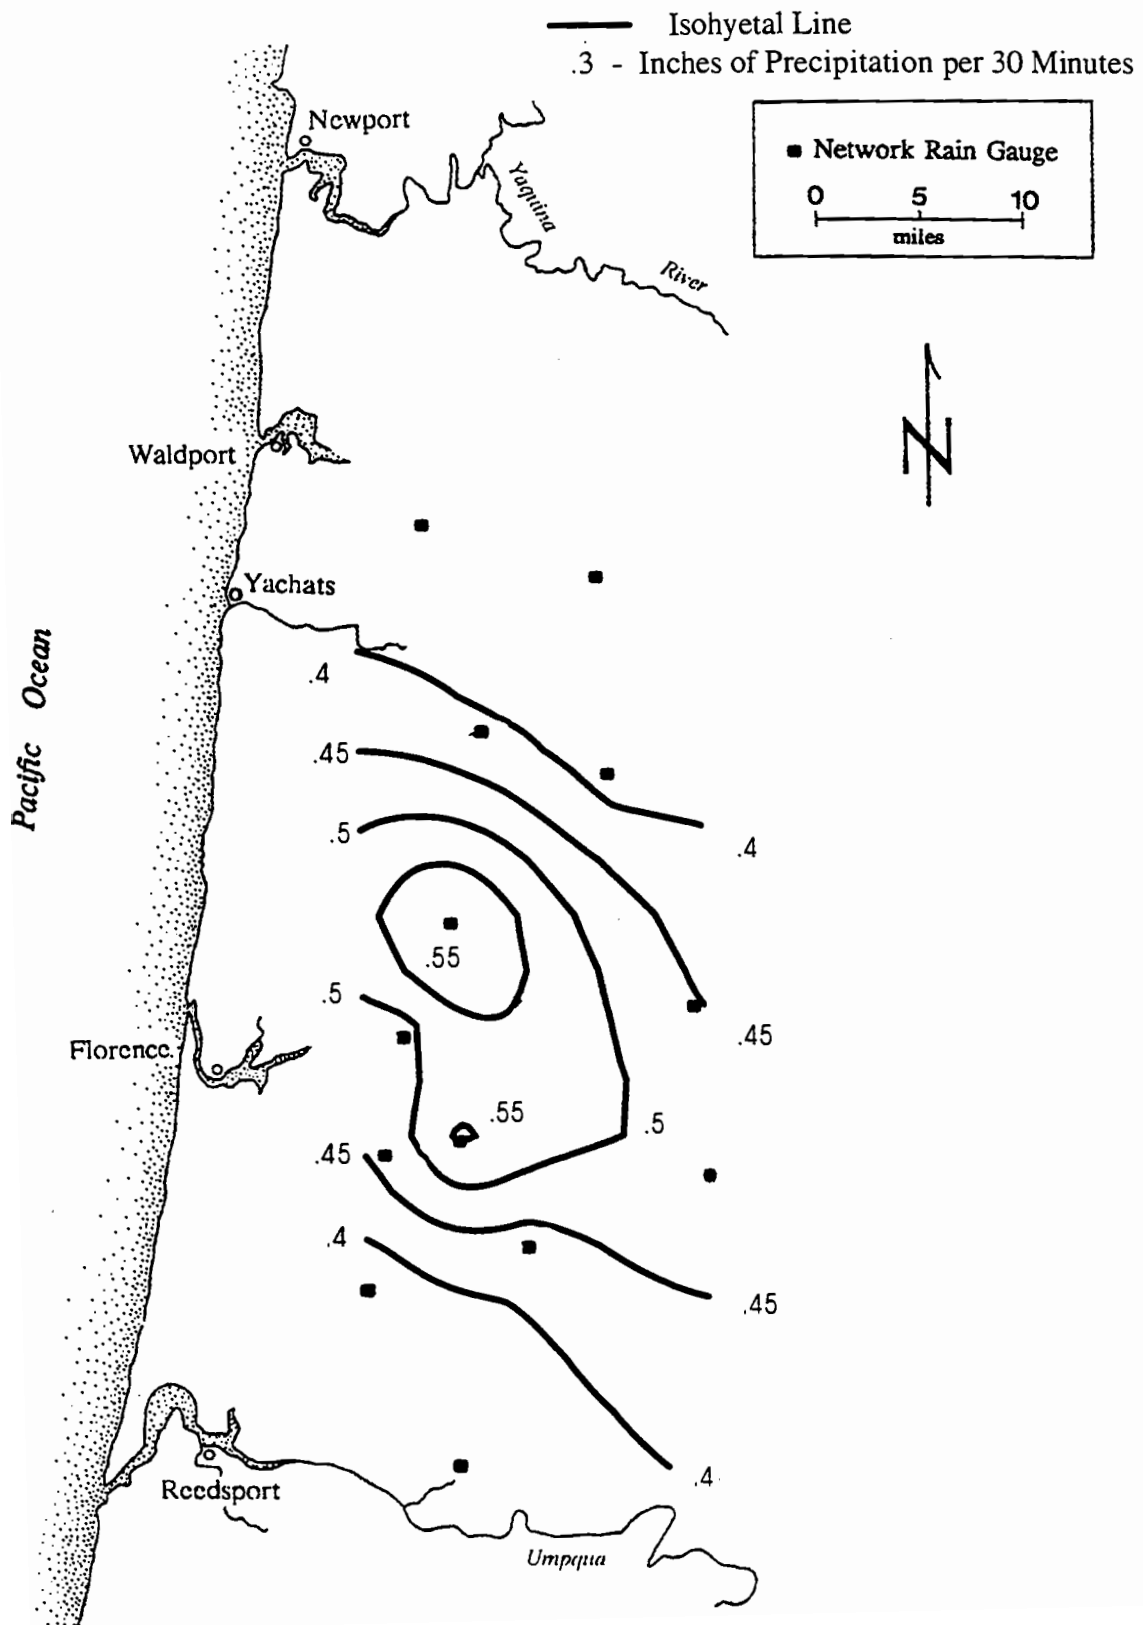 Isohyetal Line
.3 - Inches of Precipitation per 30 Minutes
Newport
Network Rain Gauge
0 5 10
miles
Yaquina
River
Waldport
N
Yachats
Pacific Ocean
.4
.45
.5
.4
.55
.5
.45
Florence
.55
.5
.45
.4
.45
.4
Reedsport
Umpqua